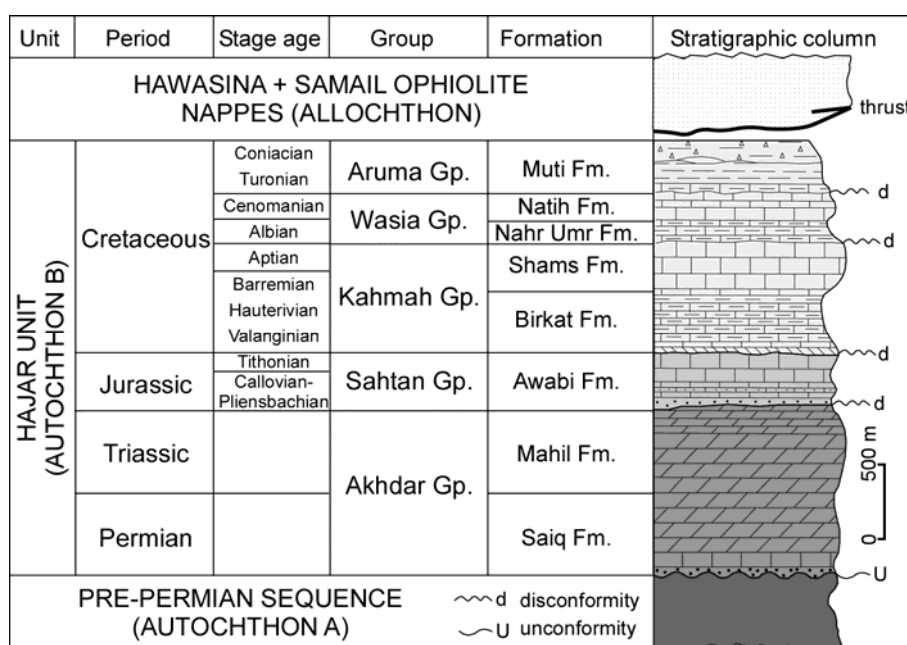 Unit Period Stage age Group Formation Stratigraphic column
HAWASINA + SAMAIL OPHIOLITE
NAPPES (ALLOCHTHON)
thrust
HAJAR UNIT
(AUTOCHTHON B)
Cretaceous
Coniacian
Turonian
Aruma Gp.
Muti Fm.
d
Cenomanian
Wasia Gp.
Natih Fm.
Albian
Nahr Umr Fm.
d
Aptian
Kahmah Gp.
Shams Fm.
Barremian
Hauterivian
Valanginian
Birkat Fm.
d
Jurassic
Tithonian
Callovian-
Pliensbachian
Sahtan Gp.
Awabi Fm.
d
Triassic
Akhdar Gp.
Mahil Fm.
500 m
0
Permian
Saiq Fm.
U
PRE-PERMIAN SEQUENCE
(AUTOCHTHON A)
d disconformity
U unconformity